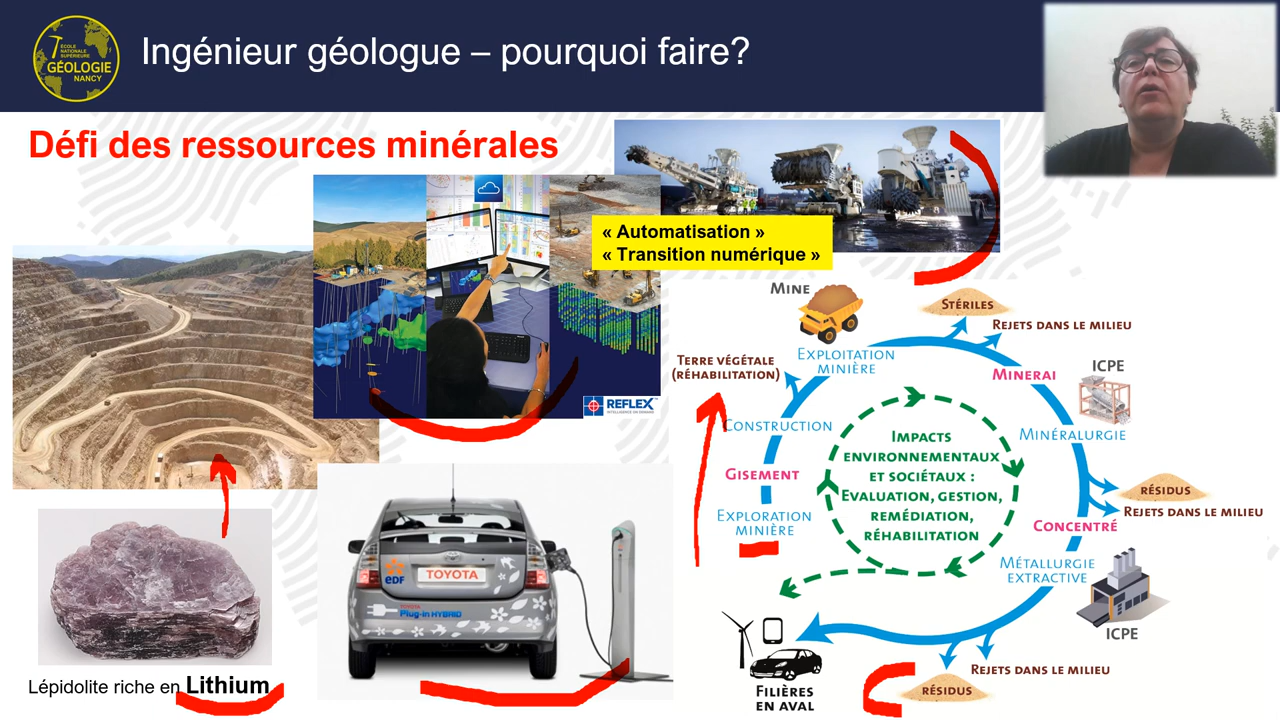 ÉCOLE
NATIONALE
SUPÉRIEURE
GÉOLOGIE
NANCY
Ingénieur géologue – pourquoi faire?
Défi des ressources minérales
« Automatisation »
« Transition numérique »
REFLEX
EDF
TOYOTA
TOYOTA
Plug-in HYBRID
Lépidolite riche en Lithium
MINE
STÉRILES
REJETS DANS LE MILIEU
EXPLOITATION
MINIÈRE
TERRE VÉGÉTALE
(RÉHABILITATION)
MINERAI
ICPE
CONSTRUCTION
MINÉRALURGIE
GISEMENT
IMPACTS
ENVIRONNEMENTAUX
ET SOCIÉTAUX :
EVALUATION, GESTION,
REMÉDIATION,
RÉHABILITATION
RÉSIDUS
REJETS DANS LE MILIEU
EXPLORATION
MINIÈRE
CONCENTRÉ
MÉTALLURGIE
EXTRACTIVE
ICPE
REJETS DANS LE MILIEU
RÉSIDUS
FILIÈRES
EN AVAL